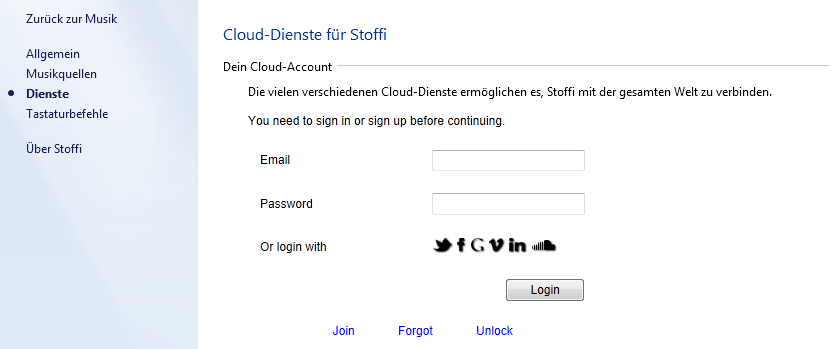 Zurück zur Musik
Allgemein
Musikquellen
Dienste
Tastaturbefehle
Über Stoffi
Cloud-Dienste für Stoffi
Dein Cloud-Account
Die vielen verschiedenen Cloud-Dienste ermöglichen es, Stoffi mit der gesamten Welt zu verbinden.
You need to sign in or sign up before continuing.
Email
Password
Or login with
Login
Join Forgot Unlock